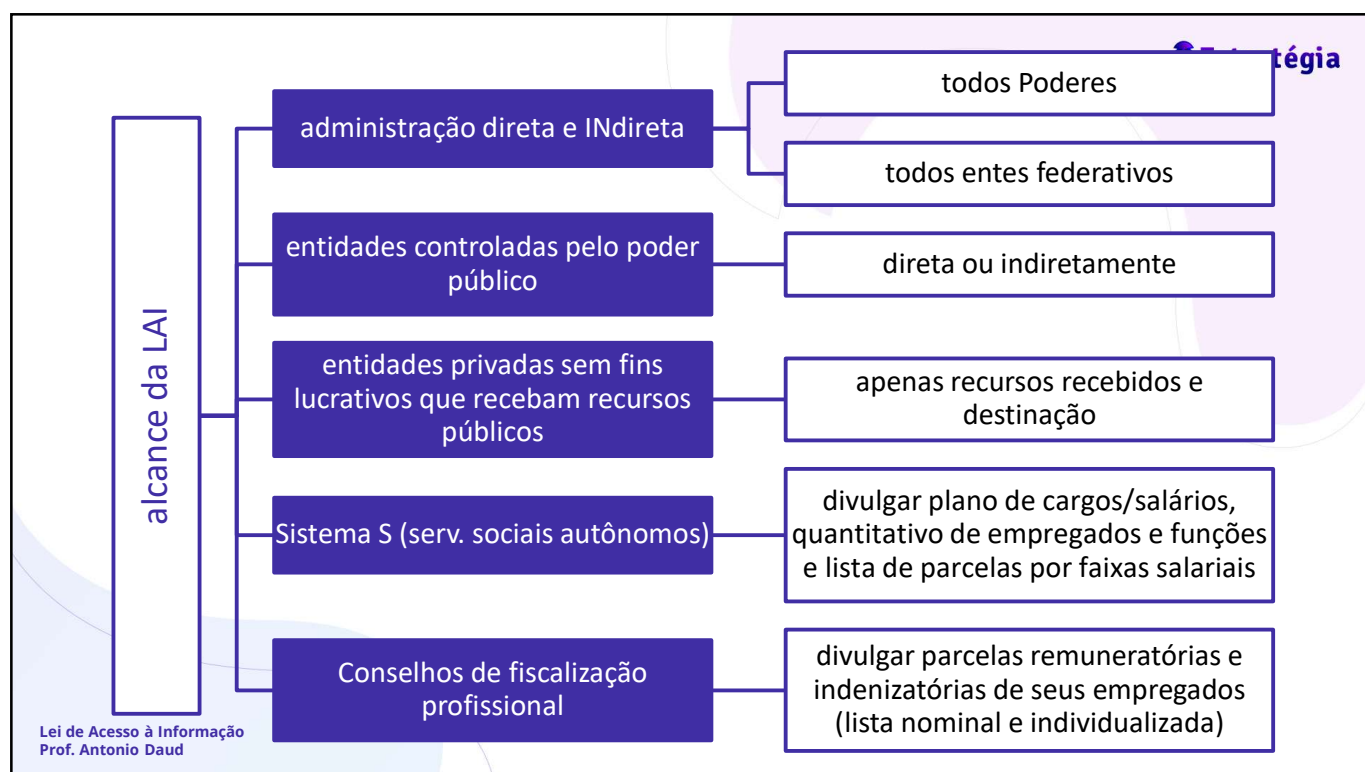 tégia
alcance da LAI
administração direta e INdireta
todos Poderes
todos entes federativos
entidades controladas pelo poder
público
direta ou indiretamente
entidades privadas sem fins
lucrativos que recebam recursos
públicos
apenas recursos recebidos e
destinação
Sistema S (serv. sociais autônomos)
divulgar plano de cargos/salários,
quantitativo de empregados e funções
e lista de parcelas por faixas salariais
Conselhos de fiscalização
profissional
divulgar parcelas remuneratórias e
indenizatórias de seus empregados
(lista nominal e individualizada)
Lei de Acesso à Informação
Prof. Antonio Daud